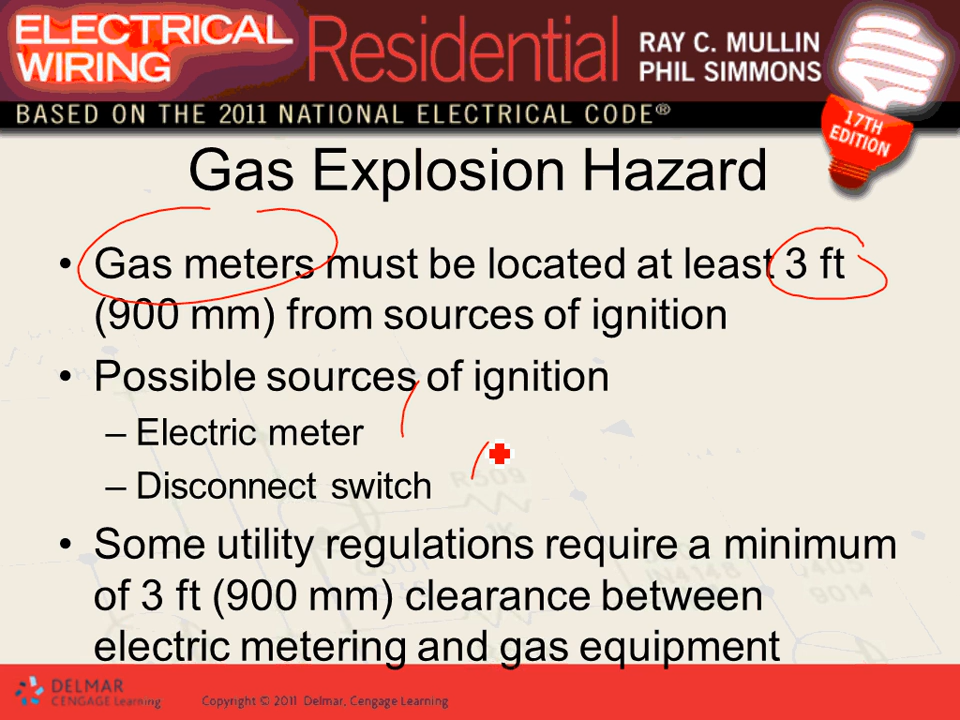 ELECTRICAL WIRING Residential RAY C. MULLIN
PHIL SIMMONS
BASED ON THE 2011 NATIONAL ELECTRICAL CODE®
17TH EDITION
Gas Explosion Hazard
• Gas meters must be located at least 3 ft
(900 mm) from sources of ignition
• Possible sources of ignition
– Electric meter
– Disconnect switch
• Some utility regulations require a minimum
of 3 ft (900 mm) clearance between
electric metering and gas equipment
R509
9014
DELMAR
CENGAGE Learning
Copyright © 2011 Delmar, Cengage Learning